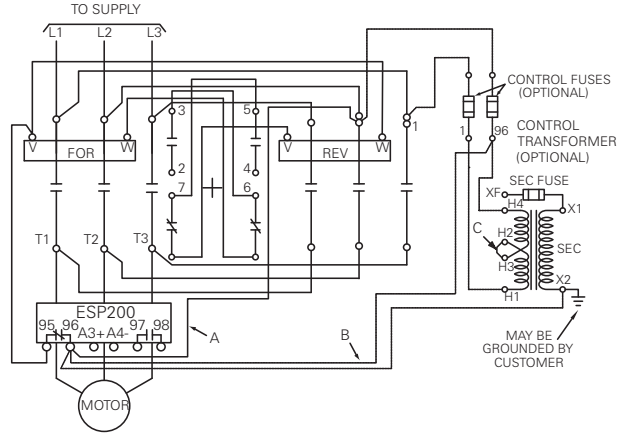 TO SUPPLY
L1 L2 L3
CONTROL FUSES
(OPTIONAL)
3 5 1
1 96
CONTROL
TRANSFORMER
(OPTIONAL)
V FOR W
V REV W
2 4
7 6
SEC FUSE
XF
H4 X1
C
H2
H3
SEC
T1 T2 T3
X2
H1
ESP200
95 96 A3+ A4- 97 98
A
B
MAY BE
GROUNDED BY
CUSTOMER
MOTOR